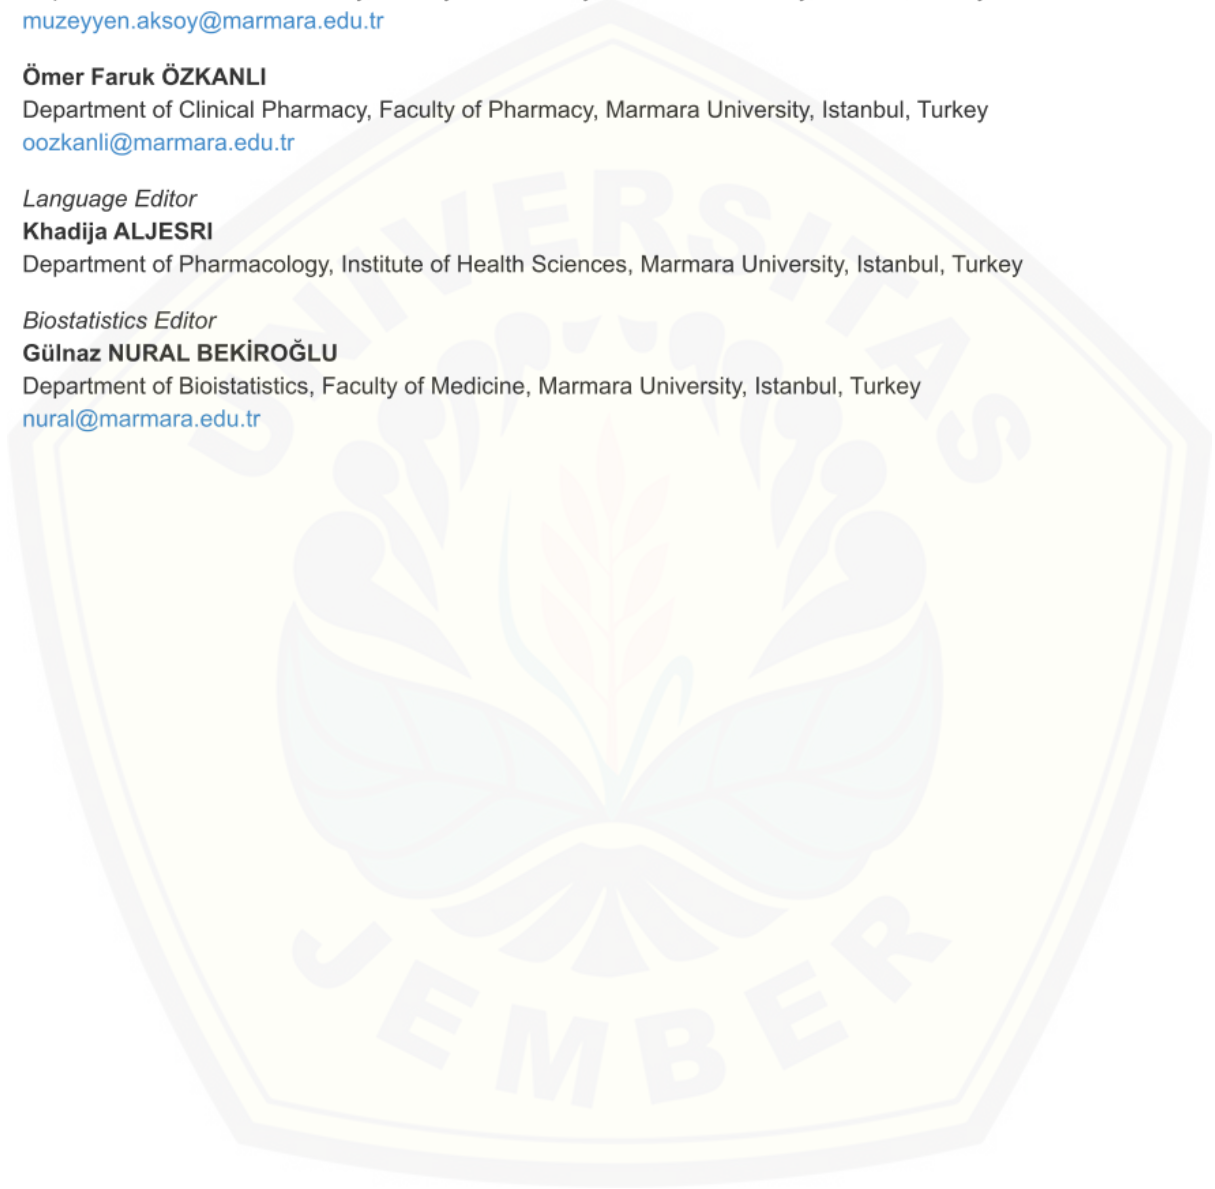 muzeyyen.aksoy@marmara.edu.tr
Ömer Faruk ÖZKANLI
Department of Clinical Pharmacy, Faculty of Pharmacy, Marmara University, Istanbul, Turkey
oozkanli@marmara.edu.tr
Language Editor
Khadija ALJESRI
Department of Pharmacology, Institute of Health Sciences, Marmara University, Istanbul, Turkey
Biostatistics Editor
Gülnaz NURAL BEKİROĞLU
Department of Bioistatistics, Faculty of Medicine, Marmara University, Istanbul, Turkey
nural@marmara.edu.tr
UNIVERSITAS
JEMBER